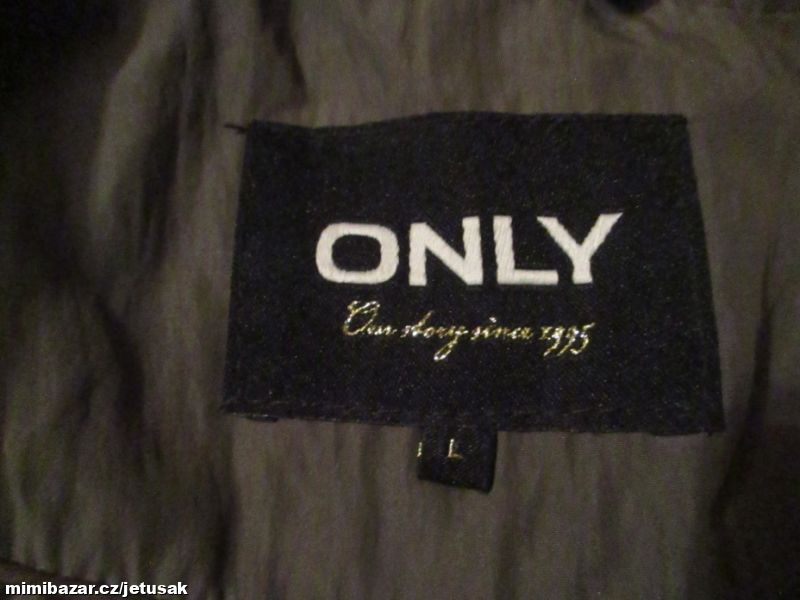 ONLY
Our story since 1995
L
mimibazar.cz/jetusak